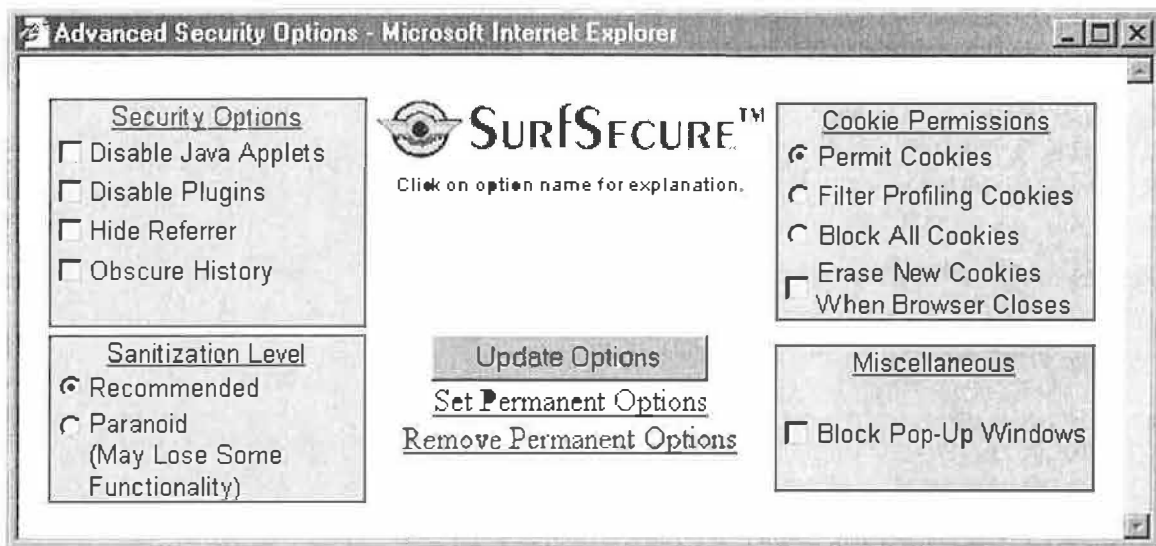 Advanced Security Options - Microsoft Internet Explorer
Security Options
Disable Java Applets
Disable Plugins
Hide Referrer
Obscure History
Sanitization Level
Recommended
Paranoid
(May Lose Some
Functionality)
SURFSECURE™
Click on option name for explanation.
Update Options
Set Permanent Options
Remove Permanent Options
Cookie Permissions
Permit Cookies
Filter Profiling Cookies
Block All Cookies
Erase New Cookies
When Browser Closes
Miscellaneous
Block Pop-Up Windows